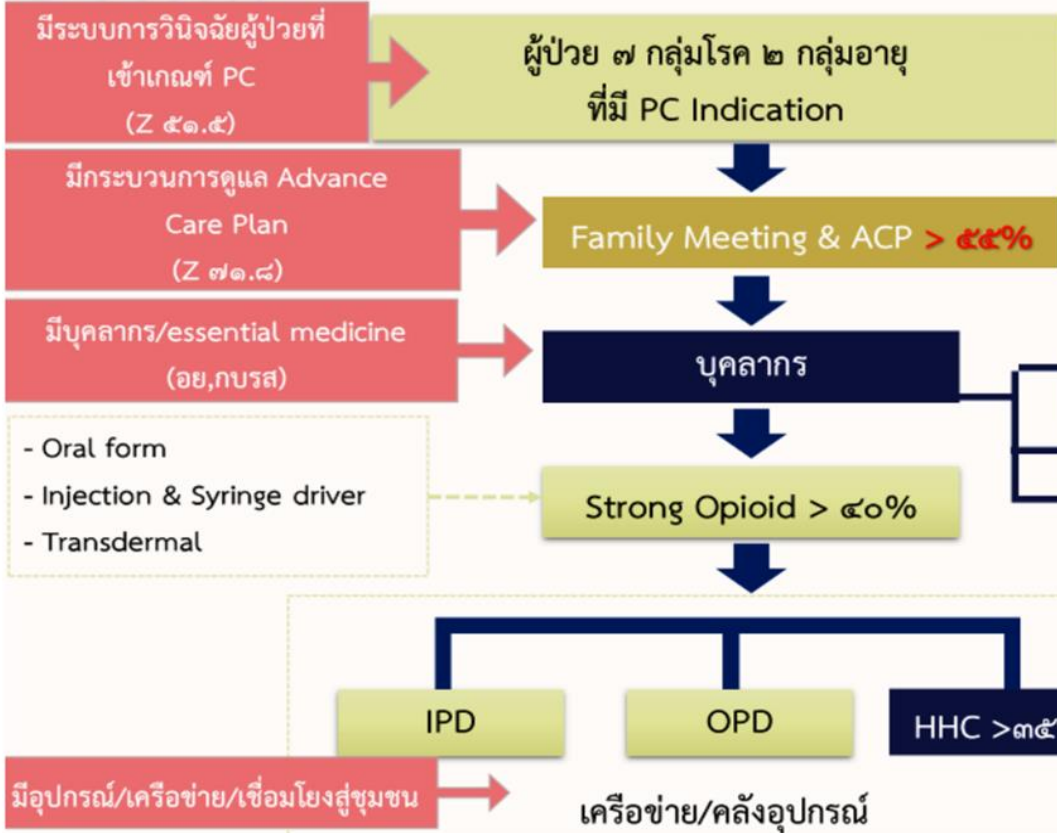 มีระบบการวินิจฉัยผู้ป่วยที่
เข้าเกณฑ์ PC
(Z ๕๑.๕)
ผู้ป่วย ๗ กลุ่มโรค ๒ กลุ่มอายุ
ที่มี PC Indication
มีกระบวนการดูแล Advance
Care Plan
(Z ๗๑.๘)
Family Meeting & ACP > ๕๕%
มีบุคลากร/essential medicine
(อย,กบรส)
บุคลากร
- Oral form
- Injection & Syringe driver
- Transdermal
Strong Opioid > ๔๐%
IPD
OPD
HHC >๓๕
มีอุปกรณ์/เครือข่าย/เชื่อมโยงสู่ชุมชน
เครือข่าย/คลังอุปกรณ์